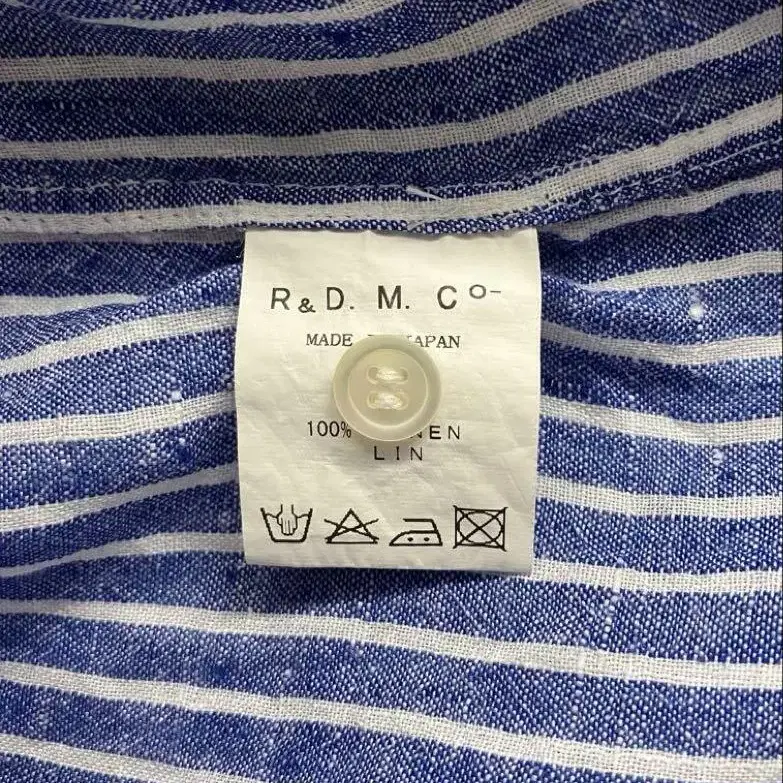 R & D. M. Co-
MADE JAPAN
100%
LIN